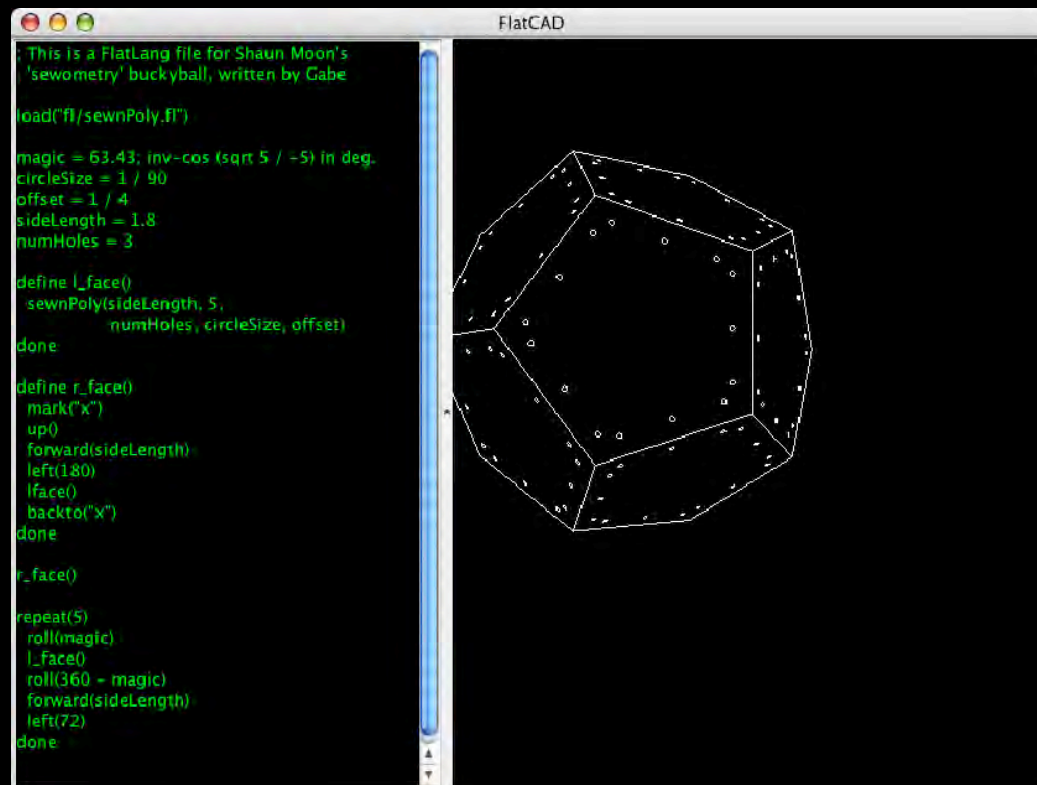 FlatCAD
; This is a FlatLang file for Shaun Moon's
; 'sewometry' buckyball, written by Gabe
load("fl/sewnPoly.fl")
magic = 63.43; inv-cos (sqrt 5 / -5) in deg.
circleSize = 1 / 90
offset = 1 / 4
sideLength = 1.8
numHoles = 3
define l_face()
sewnPoly(sideLength, 5,
numHoles, circleSize, offset)
done
define r_face()
mark("x")
up()
forward(sideLength)
left(180)
lface()
backto("x")
done
r_face()
repeat(5)
roll(magic)
l_face()
roll(360 - magic)
forward(sideLength)
left(72)
done